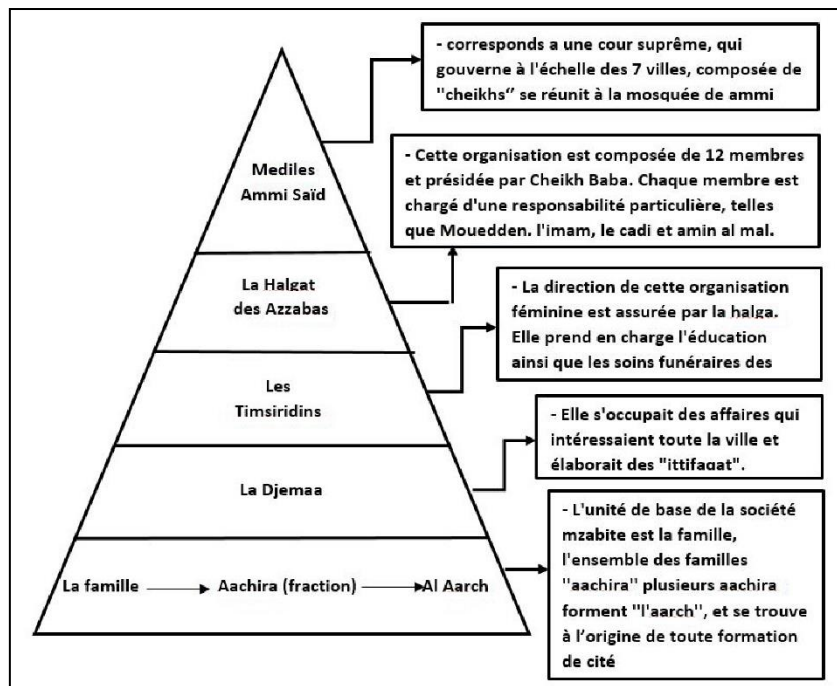 - corresponds a une cour suprême, qui
gouverne à l'échelle des 7 villes, composée de
"cheikhs" se réunit à la mosquée de ammi
Mediles
Ammi Saïd
- Cette organisation est composée de 12 membres
et présidée par Cheikh Baba. Chaque membre est
chargé d'une responsabilité particulière, telles
que Mouedden. l'imam, le cadi et amin al mal.
La Halgat
des Azzabas
- La direction de cette organisation
féminine est assurée par la halga.
Elle prend en charge l'éducation
ainsi que les soins funéraires des
Les
Timsiridins
- Elle s'occupait des affaires qui
intéressaient toute la ville et
élaborait des "ittifaqat".
La Djemaa
- L'unité de base de la société
mzabite est la famille,
l'ensemble des familles
"aachira" plusieurs aachira
forment "l'aarch", et se trouve
à l'origine de toute formation
de cité
La famille → Aachira (fraction) → Al Aarch